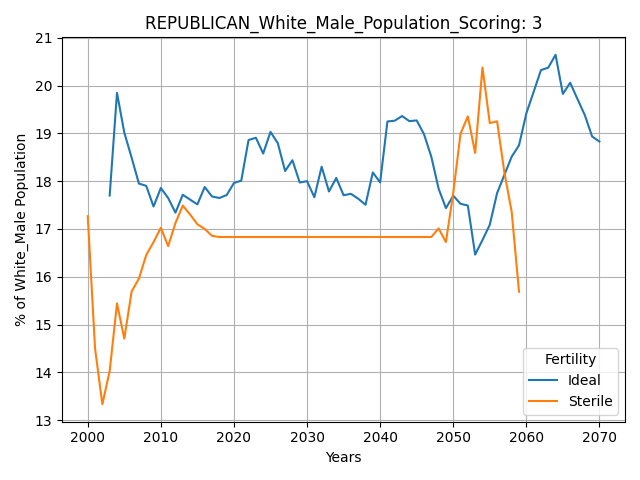 REPUBLICAN_White_Male_Population_Scoring: 3
21
20
19
18
17
16
15
14
13
% of White_Male Population
2000 2010 2020 2030 2040 2050 2060 2070
Years
Fertility
Ideal
Sterile